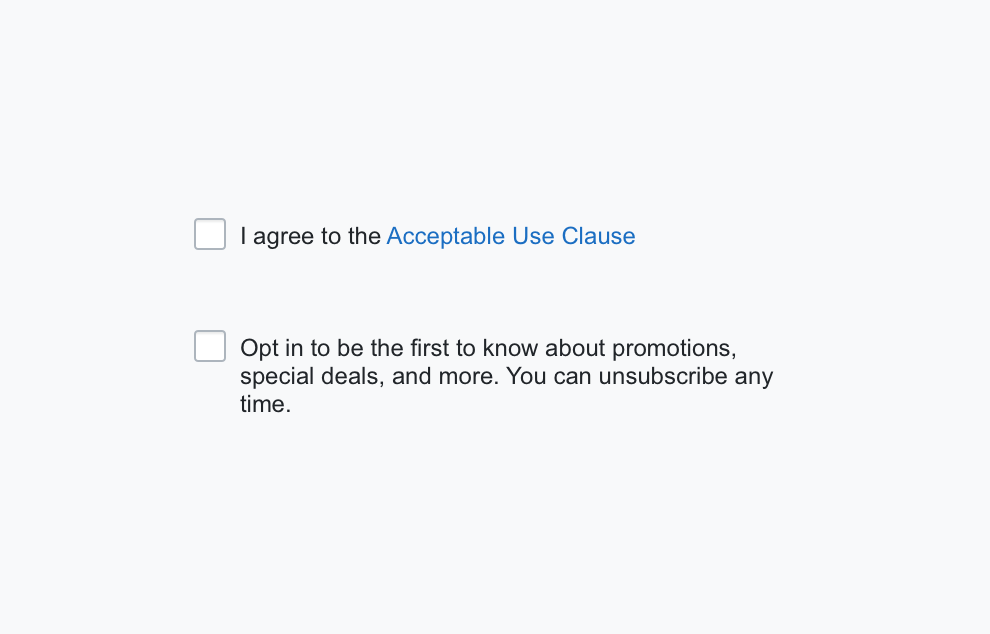 I agree to the Acceptable Use Clause
Opt in to be the first to know about promotions,
special deals, and more. You can unsubscribe any
time.